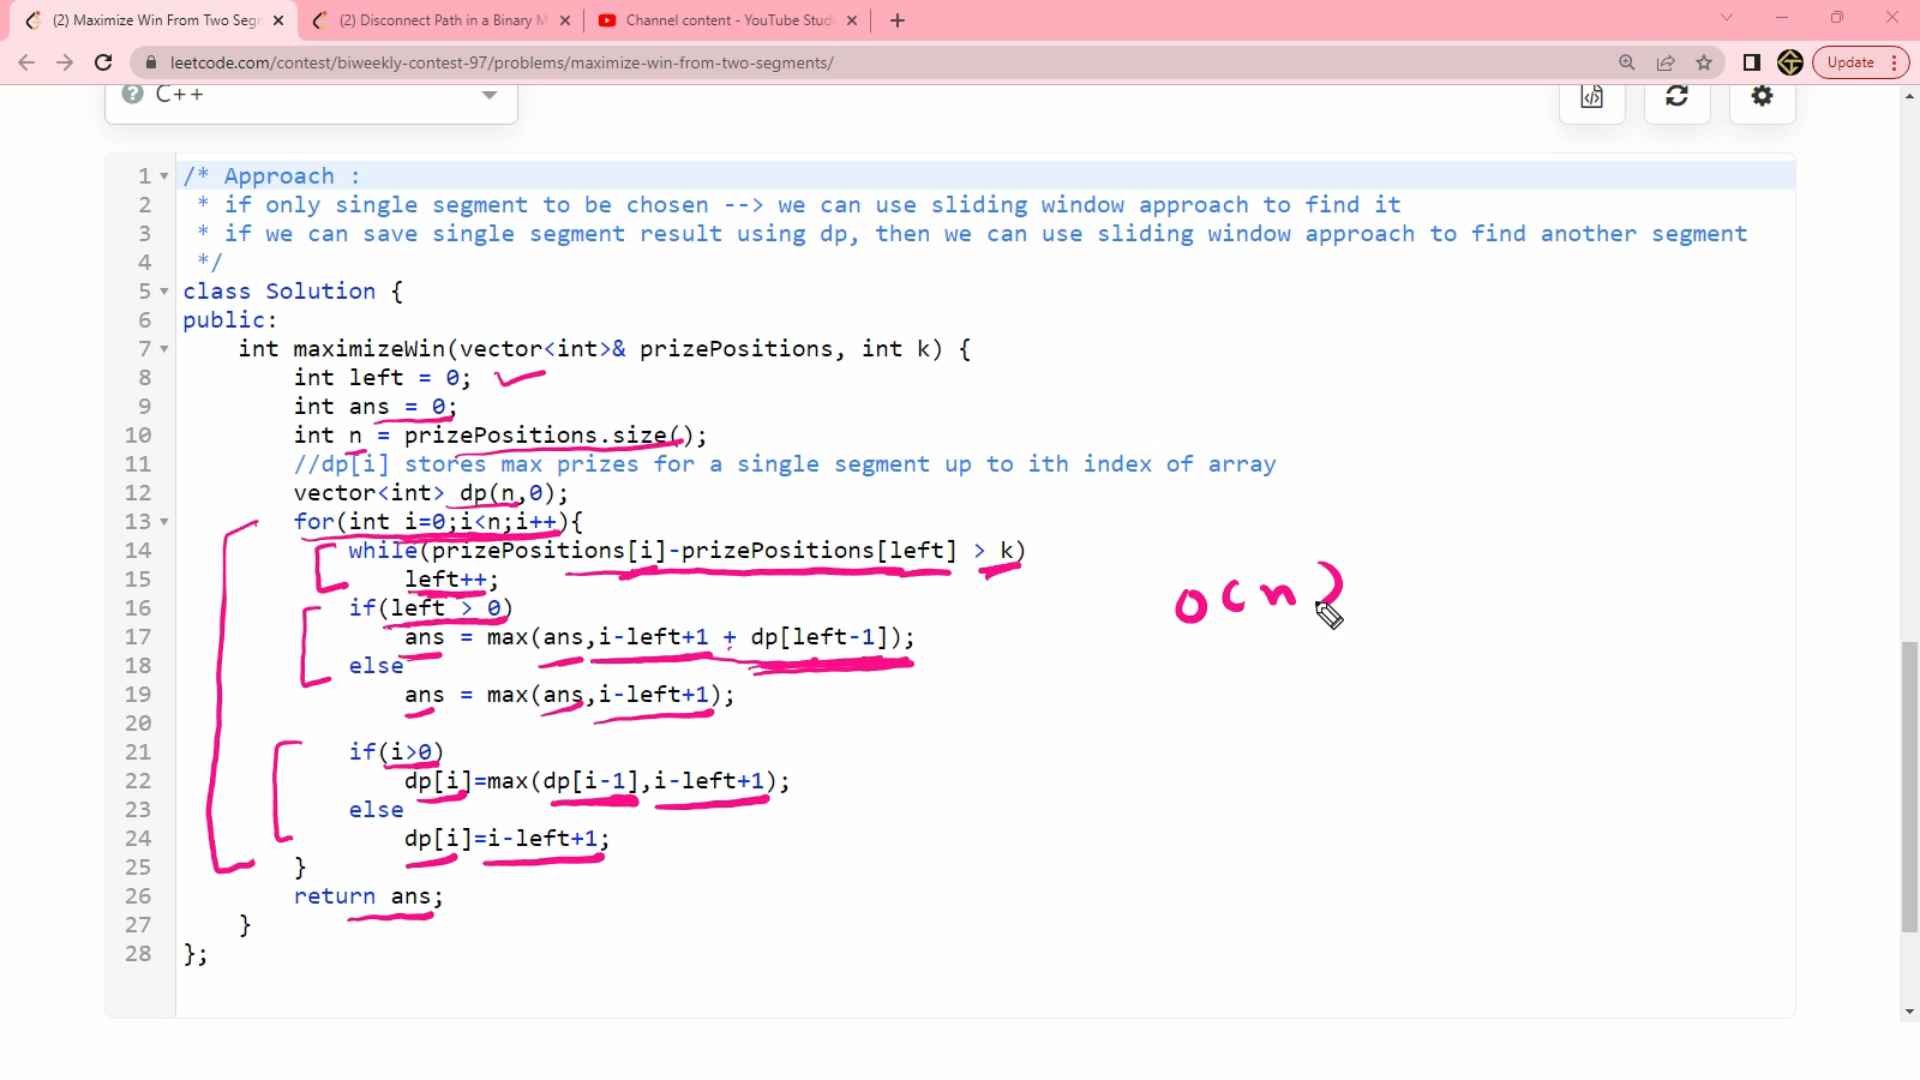 (2) Maximize Win From Two Segr
(2) Disconnect Path in a Binary M
Channel content - YouTube Studi
leetcode.com/contest/biweekly-contest-97/problems/maximize-win-from-two-segments/
Update
C++
1 /* Approach :
2 * if only single segment to be chosen --> we can use sliding window approach to find it
3 * if we can save single segment result using dp, then we can use sliding window approach to find another segment
4 */
5 class Solution {
6 public:
7 int maximizeWin(vector<int>& prizePositions, int k) {
8 int left = 0;
9 int ans = 0;
10 int n = prizePositions.size();
11 //dp[i] stores max prizes for a single segment up to ith index of array
12 vector<int> dp(n,0);
13 for(int i=0;i<n;i++){
14 while(prizePositions[i]-prizePositions[left] > k)
15 left++;
16 if(left > 0)
17 ans = max(ans,i-left+1 + dp[left-1]);
18 else
19 ans = max(ans,i-left+1);
20
21 if(i>0)
22 dp[i]=max(dp[i-1],i-left+1);
23 else
24 dp[i]=i-left+1;
25 }
26 return ans;
27 }
28 };
O(n)